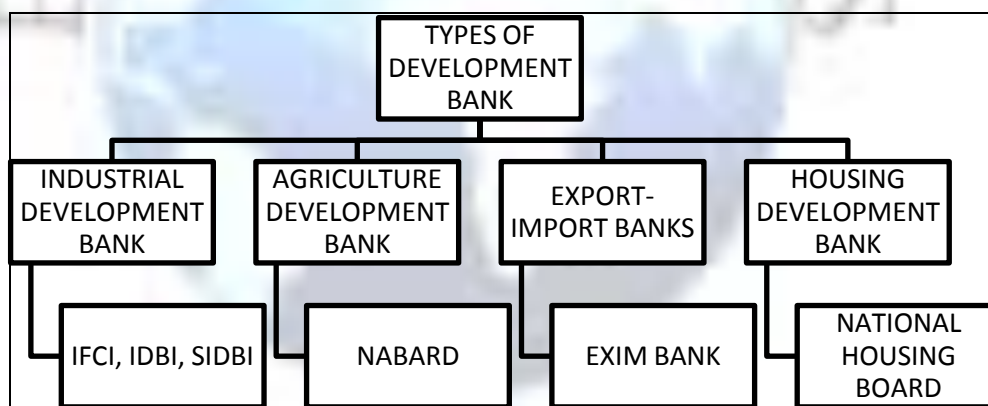 TYPES OF
DEVELOPMENT
BANK
INDUSTRIAL
DEVELOPMENT
BANK
AGRICULTURE
DEVELOPMENT
BANK
EXPORT-
IMPORT BANKS
HOUSING
DEVELOPMENT
BANK
IFCI, IDBI, SIDBI
NABARD
EXIM BANK
NATIONAL
HOUSING
BOARD